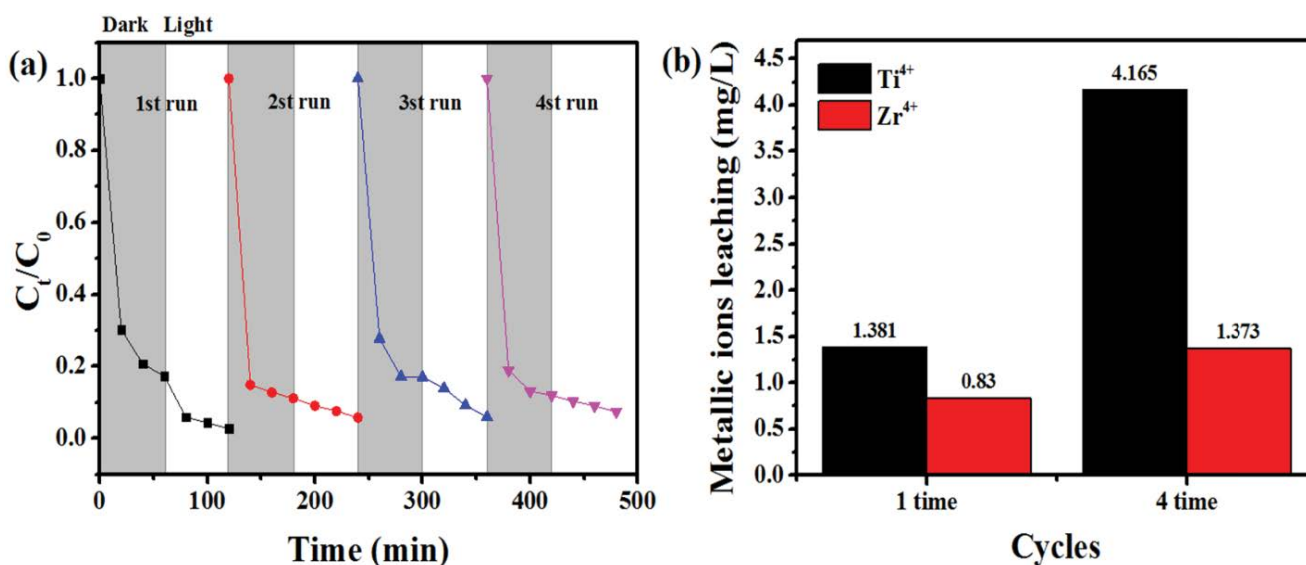 (a)
Dark Light
1st run
2st run
3st run
4st run
1.0
0.8
0.6
0.4
0.2
0.0
Cₜ/C₀
0
100
200
300
400
500
Time (min)
(b)
Ti⁴⁺
Zr⁴⁺
4.5
4.0
3.5
3.0
2.5
2.0
1.5
1.0
0.5
0.0
Metallic ions leaching (mg/L)
1.381
0.83
4.165
1.373
1 time
4 time
Cycles